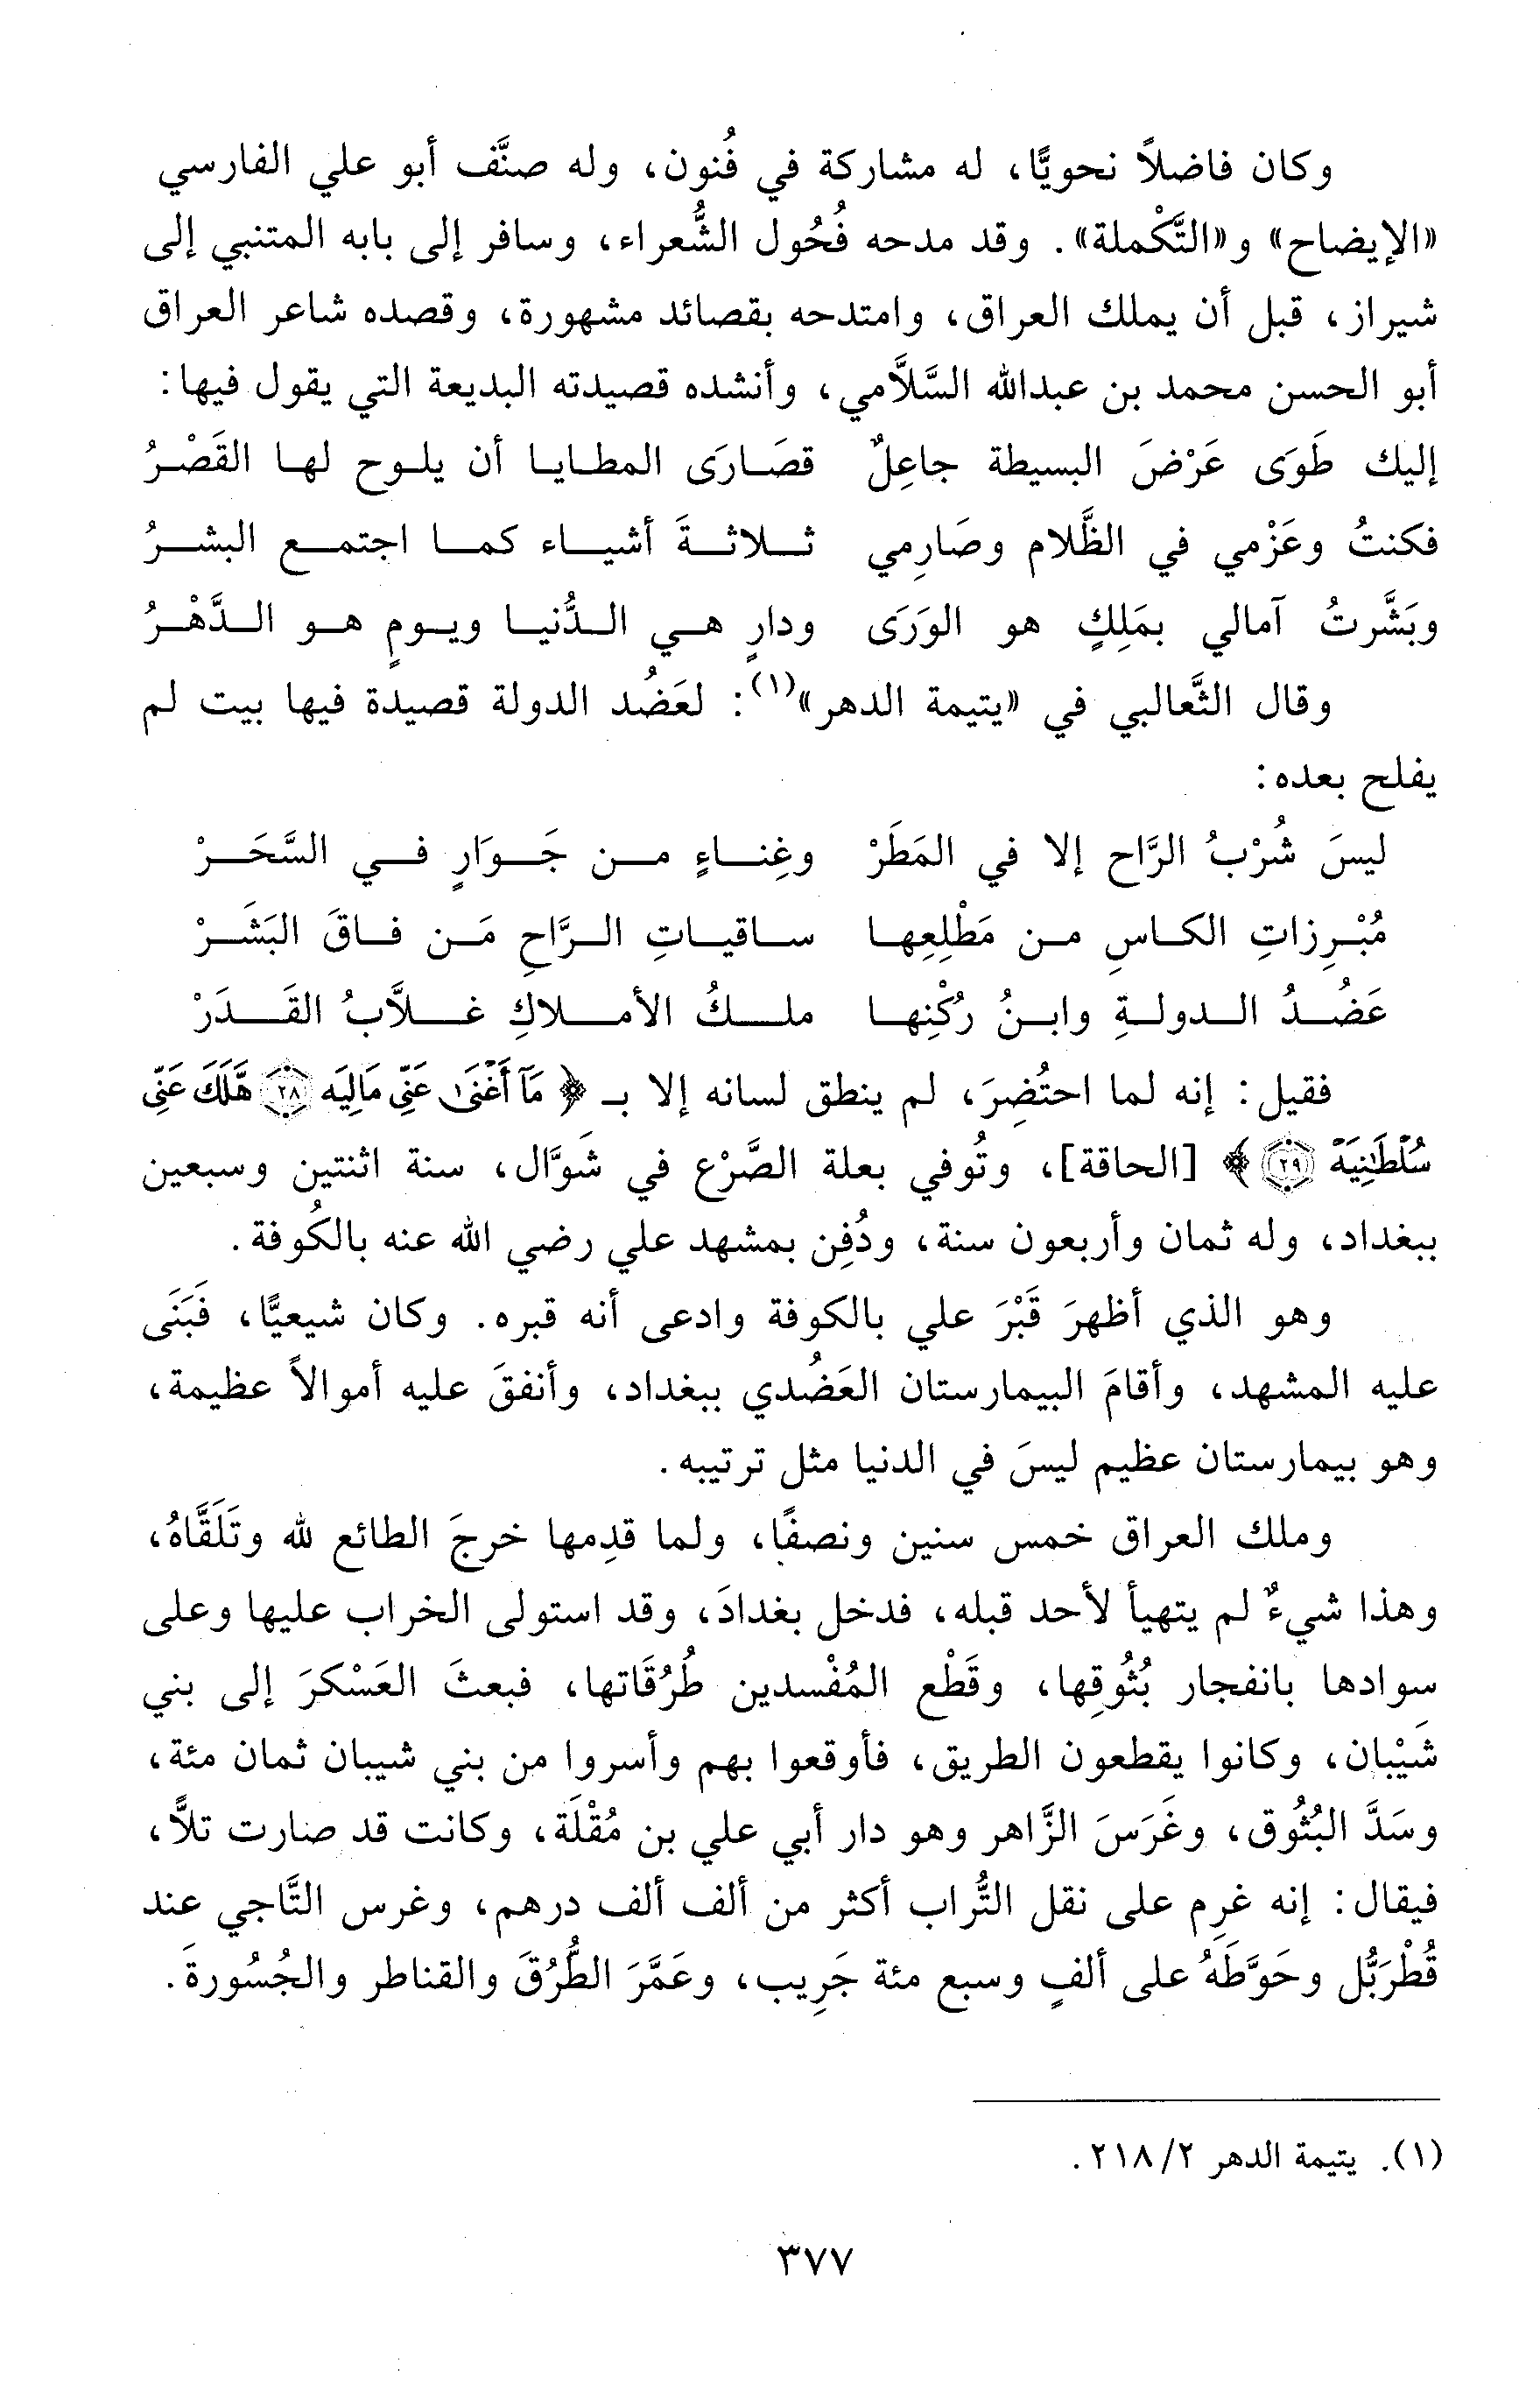 وكان فاضلاً نحويًّا، له مشاركة في فُنون، وله صنَّف أبو علي الفارسي
«الإيضاح» و«التَّكْملة». وقد مدحه فُحُول الشُّعراء، وسافر إلى بابه المتنبي إلى
شيراز، قبل أن يملك العراق، وامتدحه بقصائد مشهورة، وقصده شاعر العراق
أبو الحسن محمد بن عبدالله السَّلاَّمي، وأنشده قصيدته البديعة التي يقول فيها:
إليك طَوَى عَرْضَ البسيطة جاعِلٌ قصَارَى المطايا أن يلوح لها القَصْرُ
فكنتُ وعَزْمي في الظَّلام وصَارِمي ثلاثةَ أشياء كما اجتمع البشرُ
وبَشَّرتُ آمالي بمَلِكٍ هو الوَرَى ودارٍ هي الدُّنيا ويومٍ هو الدَّهْرُ
وقال الثَّعالبي في «يتيمة الدهر»(١): لعَضُد الدولة قصيدة فيها بيت لم
يفلح بعده:
ليسَ شُرْبُ الرَّاح إلا في المَطَرْ وغِناءٍ من جَوَارٍ في السَّحَرْ
مُبْرِزاتِ الكاسِ من مَطْلِعِها ساقياتِ الرَّاحِ مَن فاقَ البَشَرْ
عَضُدُ الدولةِ وابنُ رُكْنِها ملكُ الأملاكِ غلاَّبُ القَدَرْ
فقيل: إنه لما احتُضِرَ، لم ينطق لسانه إلا بـ ﴿ مَآ أَغْنَىٰ عَنِّي مَالِيَه ۝٢٨ هَّلَكَ عَنِّي
سُلْطَٰنِيَهْ ۝٢٩ ﴾ [الحاقة]، وتُوفي بعلة الصَّرْع في شَوَّال، سنة اثنتين وسبعين
ببغداد، وله ثمان وأربعون سنة، ودُفِن بمشهد علي رضي الله عنه بالكُوفة.
وهو الذي أظهرَ قَبْرَ علي بالكوفة وادعى أنه قبره. وكان شيعيًّا، فَبَنَى
عليه المشهد، وأقامَ البيمارستان العَضُدي ببغداد، وأنفقَ عليه أموالاً عظيمة،
وهو بيمارستان عظيم ليسَ في الدنيا مثل ترتيبه.
وملك العراق خمس سنين ونصفًا، ولما قدِمها خرجَ الطائع لله وتَلَقَّاهُ،
وهذا شيءٌ لم يتهيأ لأحد قبله، فدخل بغدادَ، وقد استولى الخراب عليها وعلى
سوادها بانفجار بُثُوقِها، وقَطْع المُفْسدين طُرُقَاتها، فبعثَ العَسْكرَ إلى بني
شَيْبان، وكانوا يقطعون الطريق، فأوقعوا بهم وأسروا من بني شيبان ثمان مئة،
وسَدَّ البُثُوق، وغَرَسَ الزَّاهر وهو دار أبي علي بن مُقْلَة، وكانت قد صارت تلاًّ،
فيقال: إنه غرِم على نقل التُّراب أكثر من ألف ألف درهم، وغرس التَّاجي عند
قُطْرَبُّل وحَوَّطَهُ على ألفٍ وسبع مئة جَرِيب، وعَمَّرَ الطُّرُقَ والقناطر والجُسُورةَ.
(١). يتيمة الدهر ٢/ ٢١٨.
٣٧٧